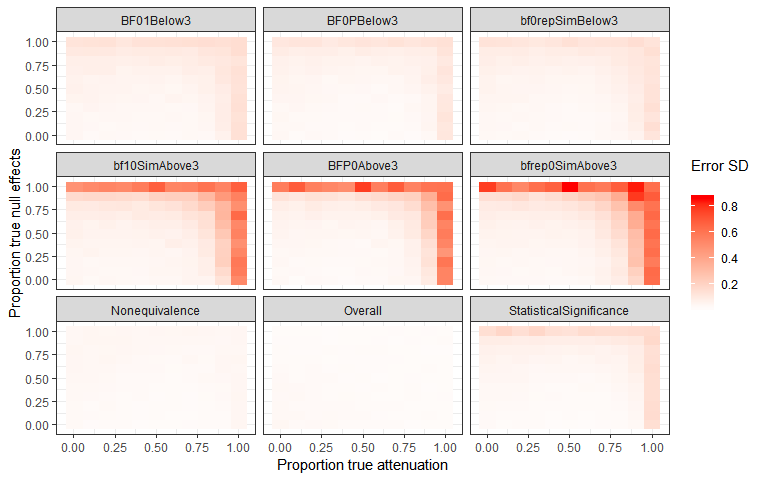 BF01Below3 BF0PBelow3 bf0repSimBelow3
1.00
0.75
0.50
0.25
0.00
bf10SimAbove3 BFP0Above3 bfrep0SimAbove3
1.00
0.75
0.50
0.25
0.00
Nonequivalence Overall StatisticalSignificance
1.00
0.75
0.50
0.25
0.00
0.00 0.25 0.50 0.75 1.00 0.00 0.25 0.50 0.75 1.00 0.00 0.25 0.50 0.75 1.00
Proportion true attenuation
Proportion true null effects
Error SD
0.8
0.6
0.4
0.2